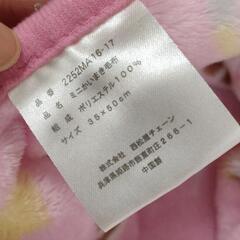 品番 2252MA16-17
品名 ミニかいまき毛布
組成 ポリエステル100%
サイズ 35×50cm
株式会社 西松屋チェーン
兵庫県姫路市飾東町庄266-1
中国製